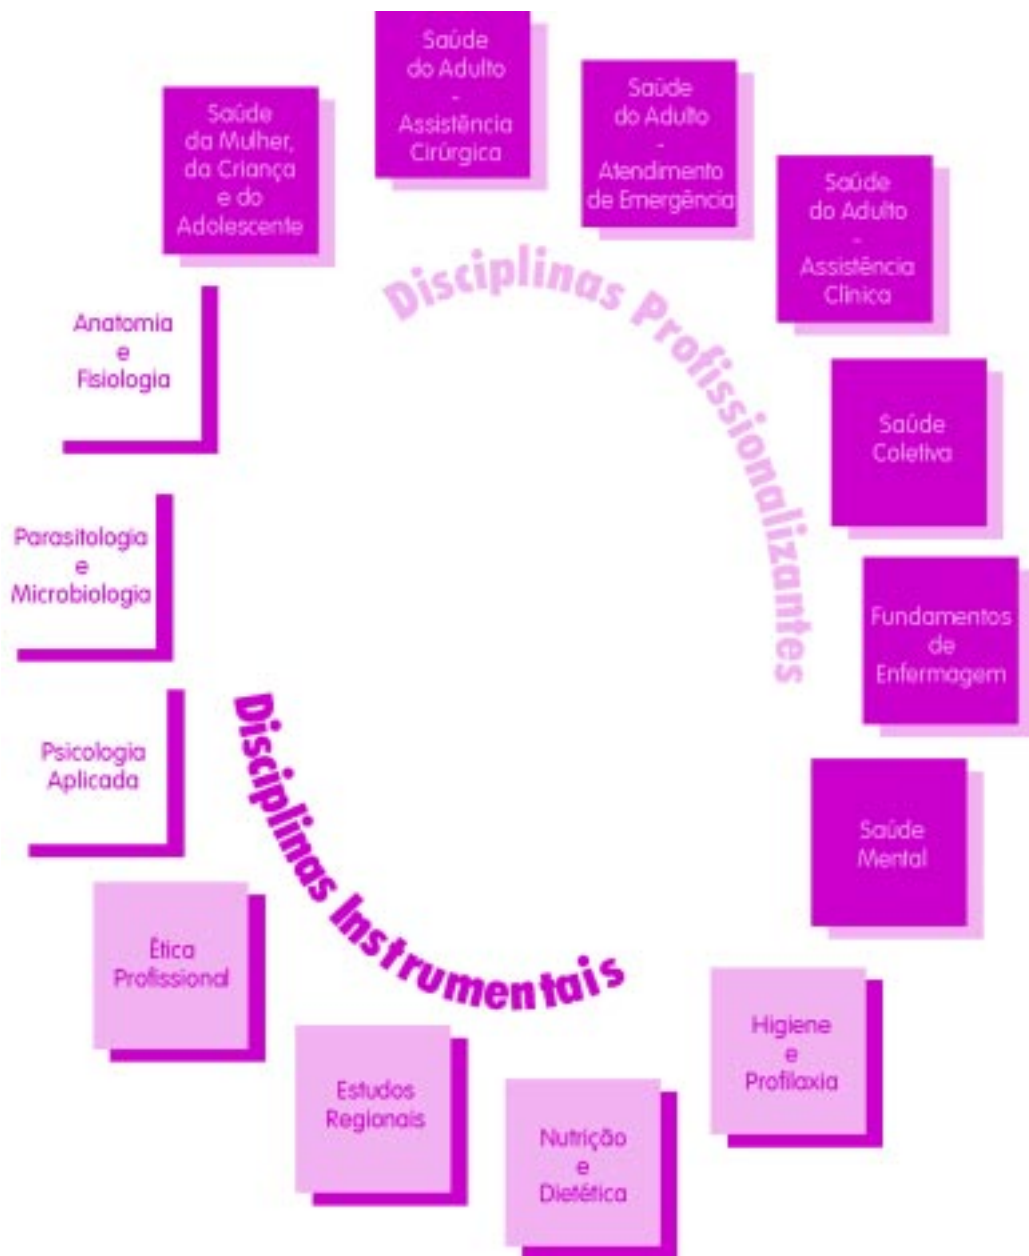 Saúde
da Mulher,
da Criança
e do
Adolescente
Saúde
do Adulto
-
Assistência
Cirúrgica
Saúde
do Adulto
-
Atendimento
de Emergência
Saúde
do Adulto
-
Assistência
Clínica
Saúde
Coletiva
Fundamentos
de
Enfermagem
Saúde
Mental
Higiene
e
Profilaxia
Nutrição
e
Dietética
Estudos
Regionais
Ética
Profissional
Psicologia
Aplicada
Parasitologia
e
Microbiologia
Anatomia
e
Fisiologia
Disciplinas Profissionalizantes
Disciplinas Instrumentais